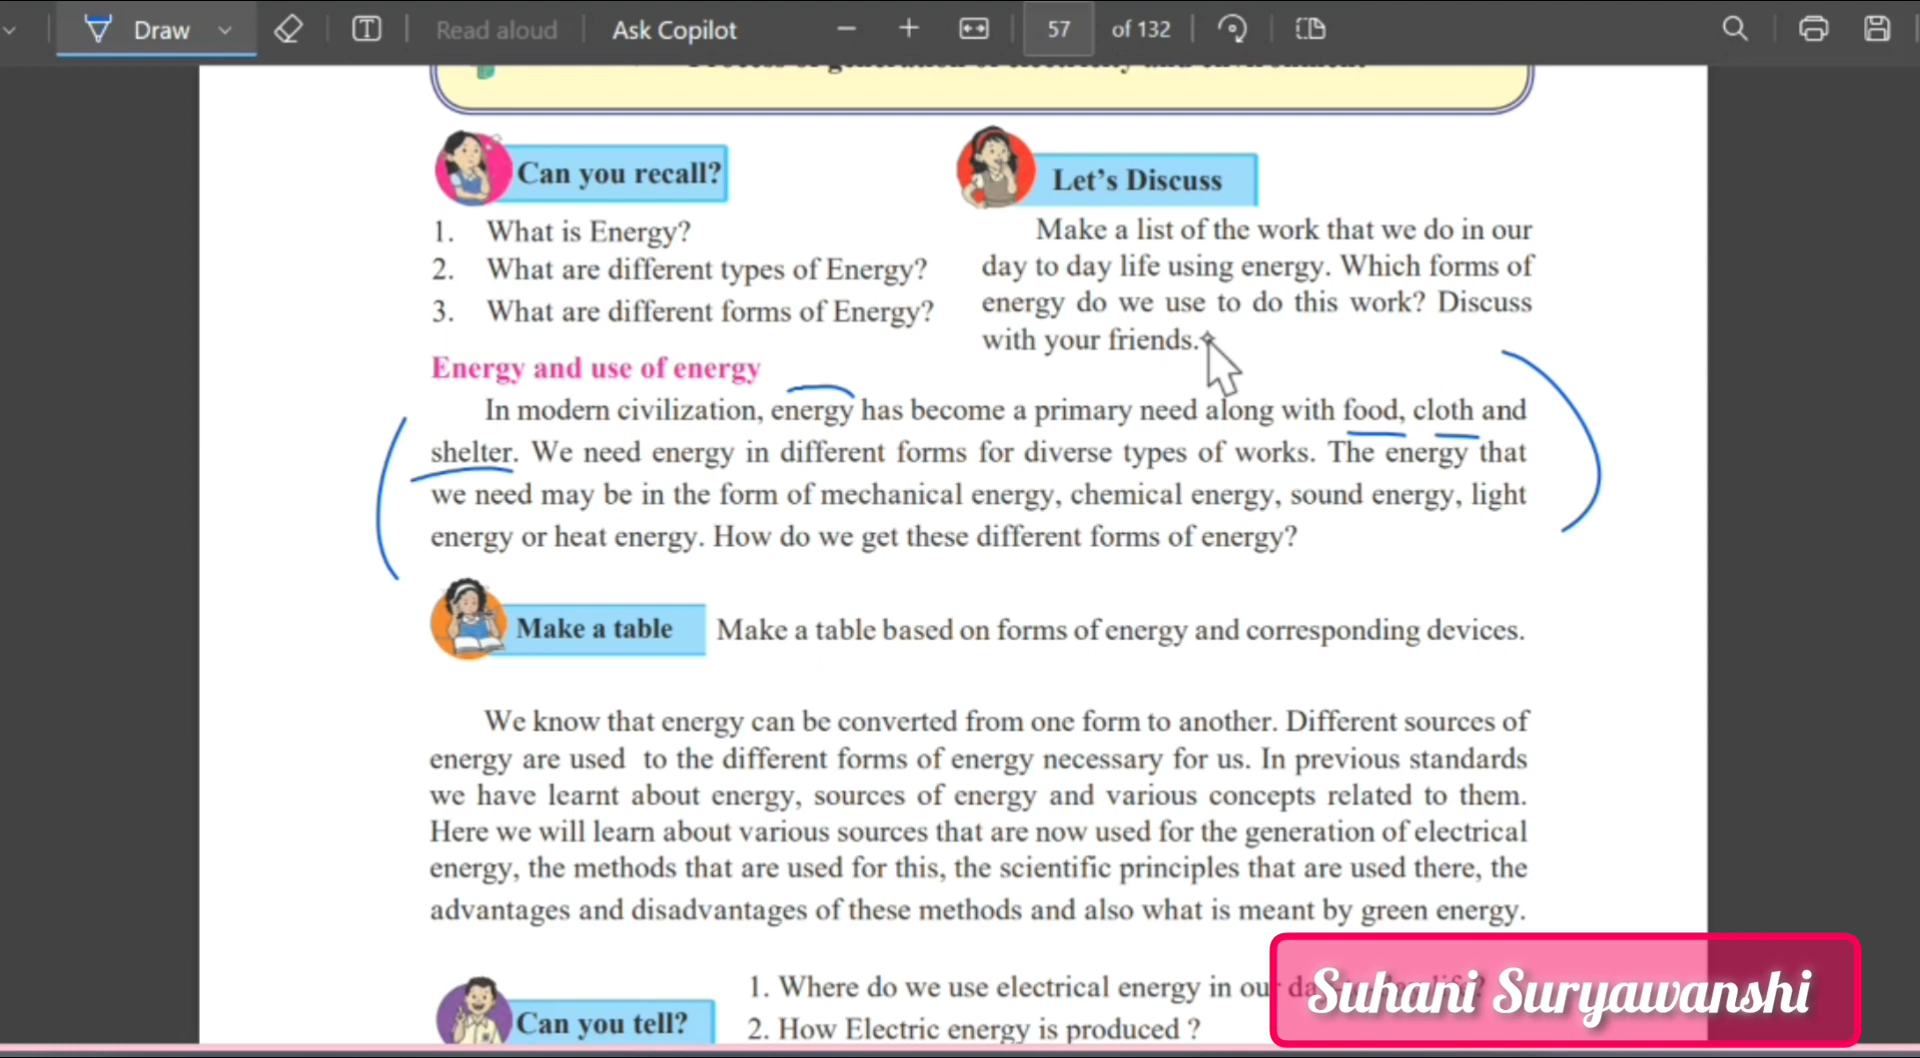 Draw
Read aloud
Ask Copilot
57
of 132
Process of generation of electricity and environment
Can you recall?
1. What is Energy?
2. What are different types of Energy?
3. What are different forms of Energy?
Let's Discuss
Make a list of the work that we do in our
day to day life using energy. Which forms of
energy do we use to do this work? Discuss
with your friends.
Energy and use of energy
In modern civilization, energy has become a primary need along with food, cloth and
shelter. We need energy in different forms for diverse types of works. The energy that
we need may be in the form of mechanical energy, chemical energy, sound energy, light
energy or heat energy. How do we get these different forms of energy?
Make a table
Make a table based on forms of energy and corresponding devices.
We know that energy can be converted from one form to another. Different sources of
energy are used to the different forms of energy necessary for us. In previous standards
we have learnt about energy, sources of energy and various concepts related to them.
Here we will learn about various sources that are now used for the generation of electrical
energy, the methods that are used for this, the scientific principles that are used there, the
advantages and disadvantages of these methods and also what is meant by green energy.
Can you tell?
1. Where do we use electrical energy in our
2. How Electric energy is produced ?
Suhani Suryawanshi